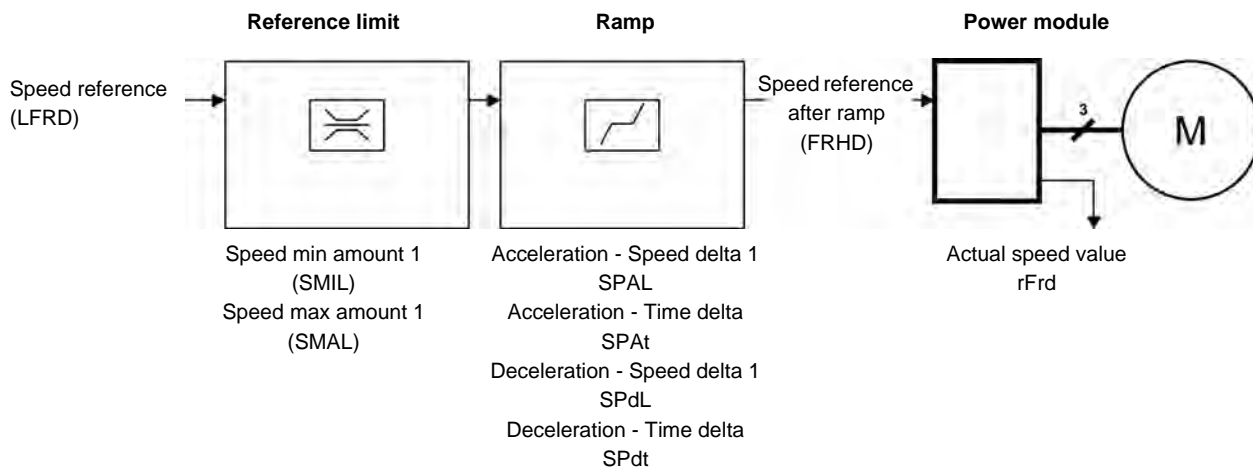 Reference limit
Ramp
Power module
Speed reference
(LFRD)
Speed reference
after ramp
(FRHD)
3
M
Speed min amount 1
(SMIL)
Speed max amount 1
(SMAL)
Acceleration - Speed delta 1
SPAL
Acceleration - Time delta
SPAt
Deceleration - Speed delta 1
SPdL
Deceleration - Time delta
SPdt
Actual speed value
rFrd